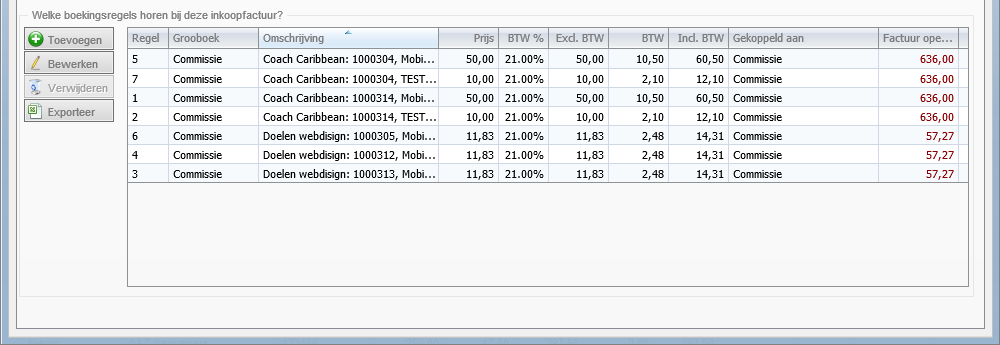 Welke boekingsregels horen bij deze inkoopfactuur?
Toevoegen
Bewerken
Verwijderen
Exporteer
Regel Grooboek Omschrijving Prijs BTW % Excl. BTW BTW Incl. BTW Gekoppeld aan Factuur ope...
5 Commissie Coach Caribbean: 1000304, Mobi... 50,00 21.00% 50,00 10,50 60,50 Commissie 636,00
7 Commissie Coach Caribbean: 1000304, TEST... 10,00 21.00% 10,00 2,10 12,10 Commissie 636,00
1 Commissie Coach Caribbean: 1000314, Mobi... 50,00 21.00% 50,00 10,50 60,50 Commissie 636,00
2 Commissie Coach Caribbean: 1000314, TEST... 10,00 21.00% 10,00 2,10 12,10 Commissie 636,00
6 Commissie Doelen webdisign: 1000305, Mobi... 11,83 21.00% 11,83 2,48 14,31 Commissie 57,27
4 Commissie Doelen webdisign: 1000312, Mobi... 11,83 21.00% 11,83 2,48 14,31 Commissie 57,27
3 Commissie Doelen webdisign: 1000313, Mobi... 11,83 21.00% 11,83 2,48 14,31 Commissie 57,27